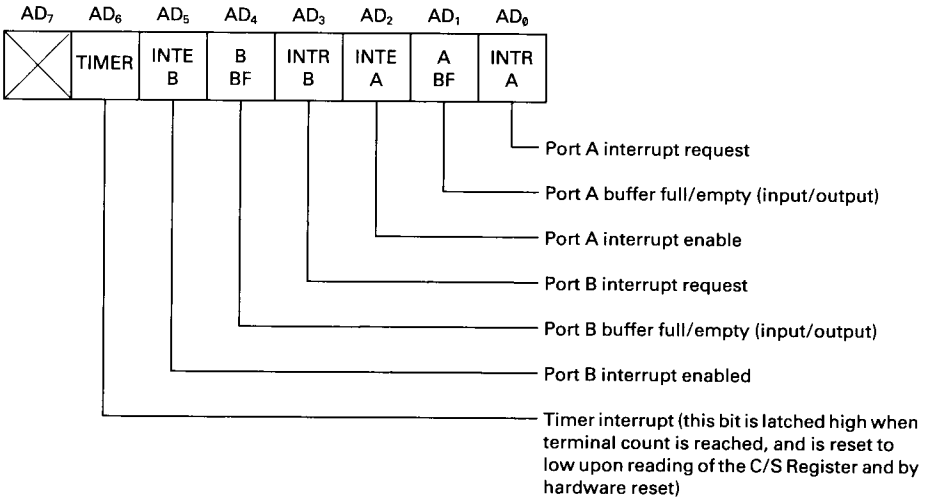 AD₇ AD₆ AD₅ AD₄ AD₃ AD₂ AD₁ AD₀
TIMER INTE B B BF INTR B INTE A A BF INTR A
Port A interrupt request
Port A buffer full/empty (input/output)
Port A interrupt enable
Port B interrupt request
Port B buffer full/empty (input/output)
Port B interrupt enabled
Timer interrupt (this bit is latched high when
terminal count is reached, and is reset to
low upon reading of the C/S Register and by
hardware reset)